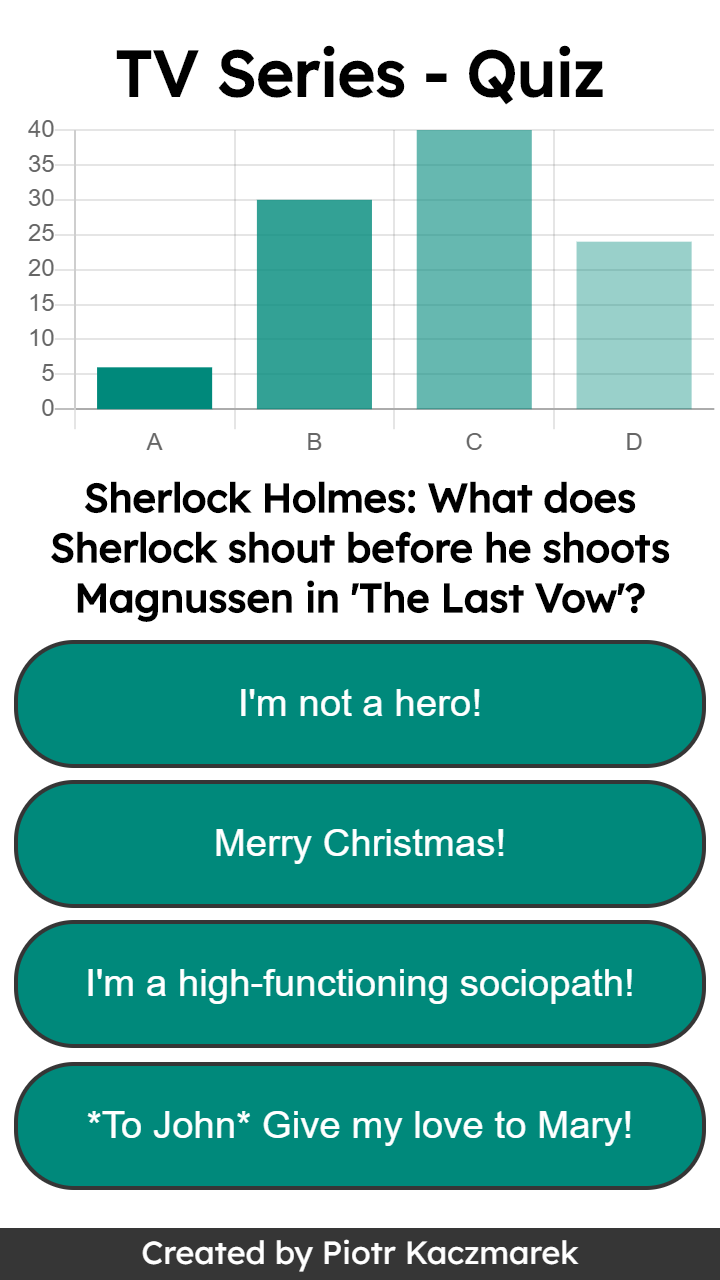 TV Series - Quiz
40
35
30
25
20
15
10
5
0
A B C D
Sherlock Holmes: What does
Sherlock shout before he shoots
Magnussen in 'The Last Vow'?
I'm not a hero!
Merry Christmas!
I'm a high-functioning sociopath!
*To John* Give my love to Mary!
Created by Piotr Kaczmarek